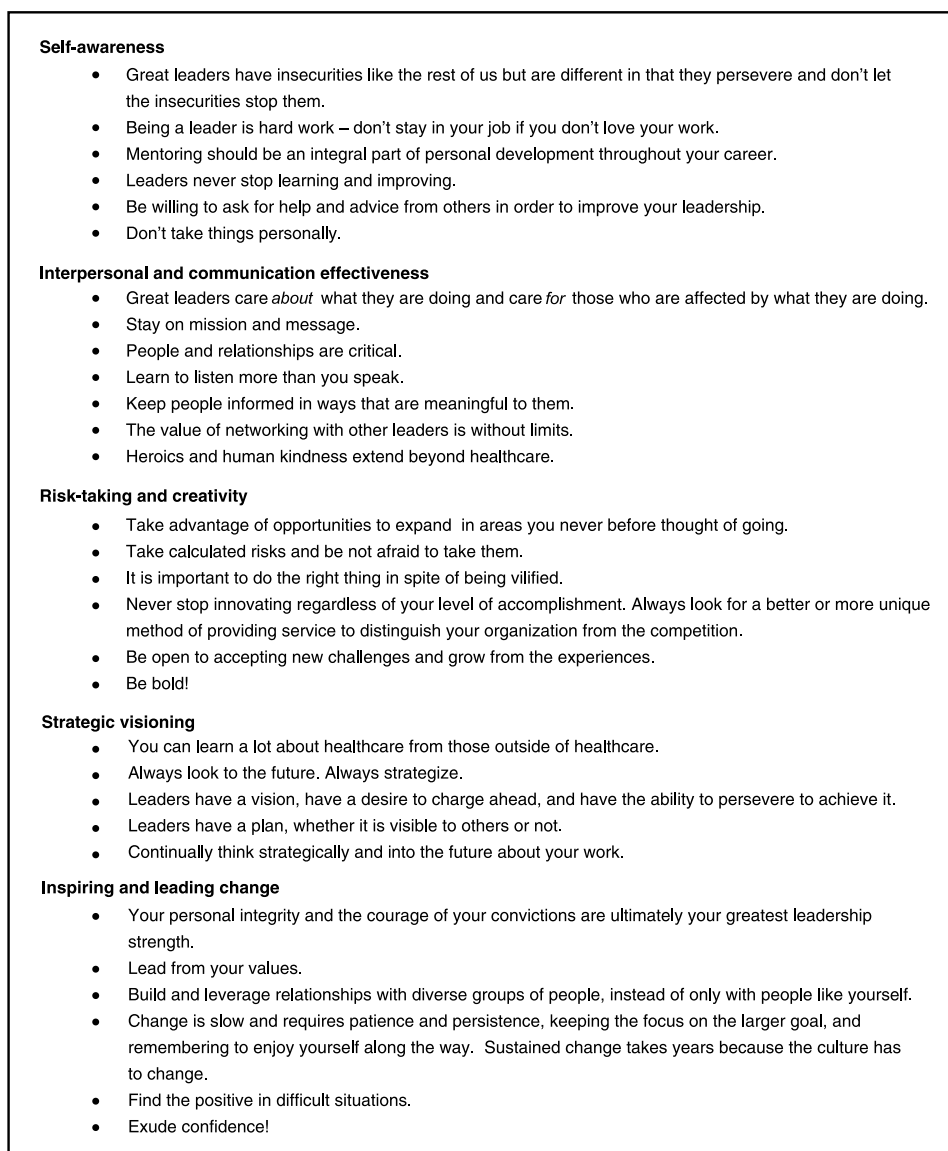 Self-awareness
• Great leaders have insecurities like the rest of us but are different in that they persevere and don't let
the insecurities stop them.
• Being a leader is hard work – don't stay in your job if you don't love your work.
• Mentoring should be an integral part of personal development throughout your career.
• Leaders never stop learning and improving.
• Be willing to ask for help and advice from others in order to improve your leadership.
• Don't take things personally.
Interpersonal and communication effectiveness
• Great leaders care about what they are doing and care for those who are affected by what they are doing.
• Stay on mission and message.
• People and relationships are critical.
• Learn to listen more than you speak.
• Keep people informed in ways that are meaningful to them.
• The value of networking with other leaders is without limits.
• Heroics and human kindness extend beyond healthcare.
Risk-taking and creativity
• Take advantage of opportunities to expand in areas you never before thought of going.
• Take calculated risks and be not afraid to take them.
• It is important to do the right thing in spite of being vilified.
• Never stop innovating regardless of your level of accomplishment. Always look for a better or more unique
method of providing service to distinguish your organization from the competition.
• Be open to accepting new challenges and grow from the experiences.
• Be bold!
Strategic visioning
• You can learn a lot about healthcare from those outside of healthcare.
• Always look to the future. Always strategize.
• Leaders have a vision, have a desire to charge ahead, and have the ability to persevere to achieve it.
• Leaders have a plan, whether it is visible to others or not.
• Continually think strategically and into the future about your work.
Inspiring and leading change
• Your personal integrity and the courage of your convictions are ultimately your greatest leadership
strength.
• Lead from your values.
• Build and leverage relationships with diverse groups of people, instead of only with people like yourself.
• Change is slow and requires patience and persistence, keeping the focus on the larger goal, and
remembering to enjoy yourself along the way. Sustained change takes years because the culture has
to change.
• Find the positive in difficult situations.
• Exude confidence!